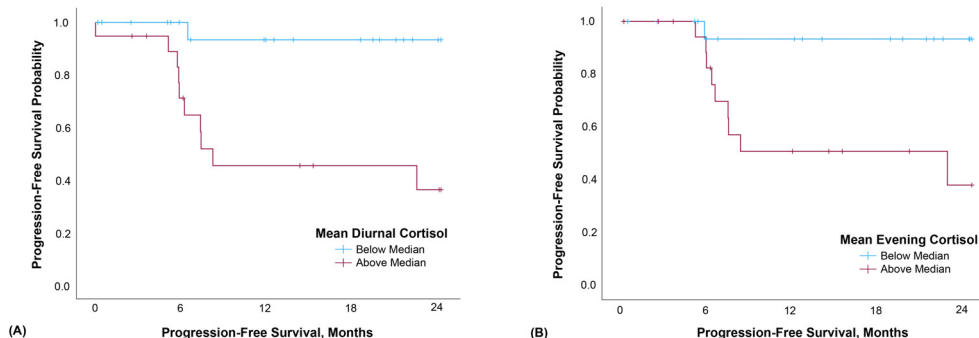 Progression-Free Survival Probability
1.0
0.8
0.6
0.4
0.2
0.0
Mean Diurnal Cortisol
Below Median
Above Median
0 6 12 18 24
(A)
Progression-Free Survival, Months
Progression-Free Survival Probability
1.0
0.8
0.6
0.4
0.2
0.0
Mean Evening Cortisol
Below Median
Above Median
0 6 12 18 24
(B)
Progression-Free Survival, Months